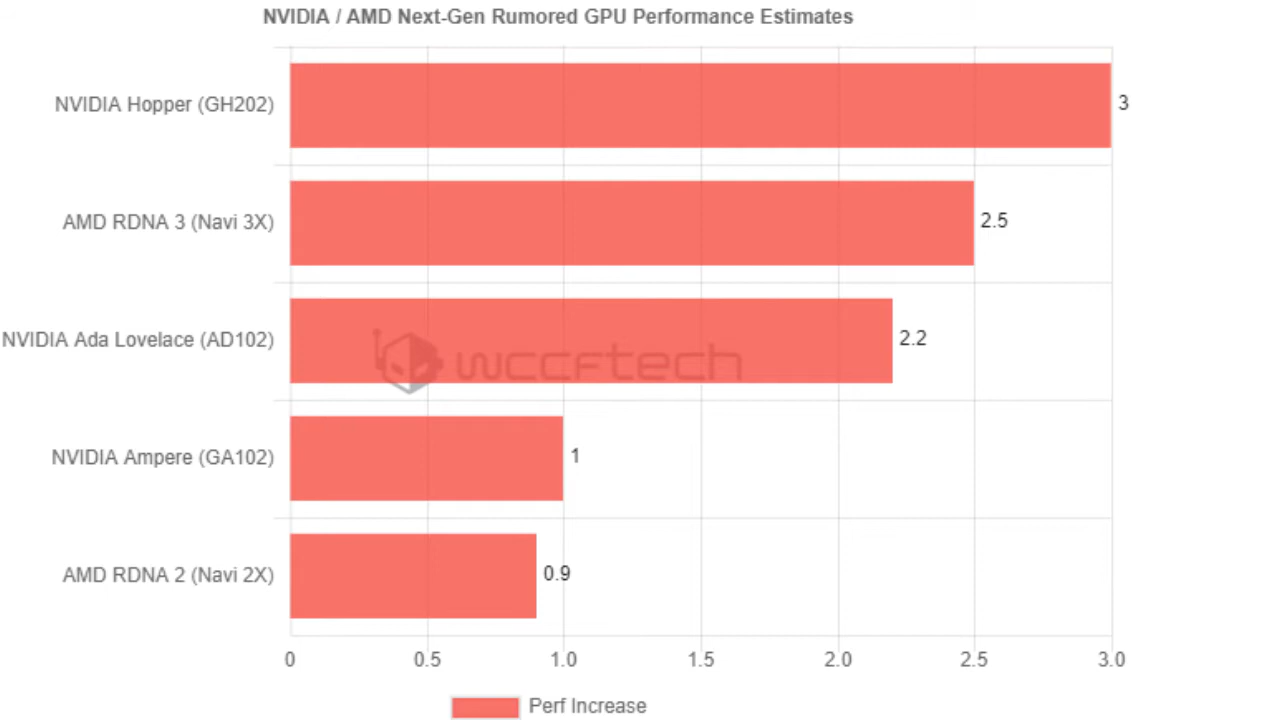 NVIDIA / AMD Next-Gen Rumored GPU Performance Estimates
NVIDIA Hopper (GH202)
3
AMD RDNA 3 (Navi 3X)
2.5
NVIDIA Ada Lovelace (AD102)
2.2
wccftech
NVIDIA Ampere (GA102)
1
AMD RDNA 2 (Navi 2X)
0.9
0 0.5 1.0 1.5 2.0 2.5 3.0
Perf Increase